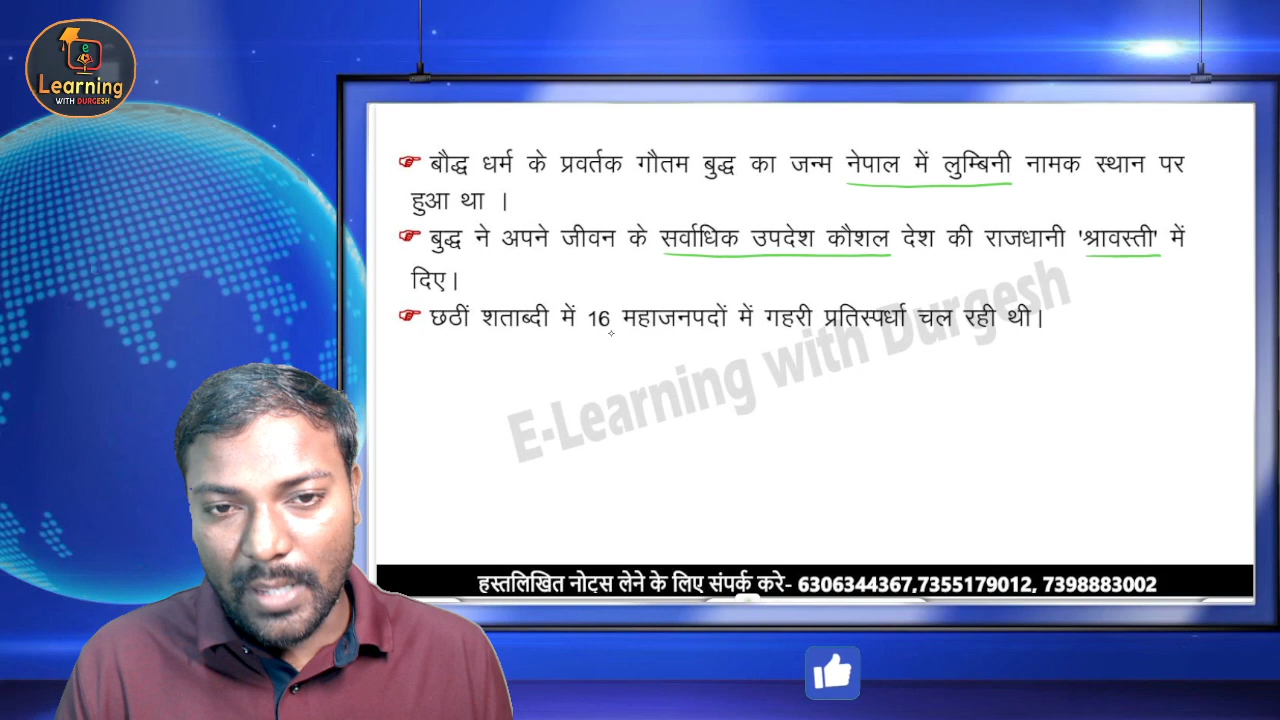 e
Learning
WITH DURGESH
बौद्ध धर्म के प्रवर्तक गौतम बुद्ध का जन्म नेपाल में लुम्बिनी नामक स्थान पर
हुआ था ।
बुद्ध ने अपने जीवन के सर्वाधिक उपदेश कौशल देश की राजधानी 'श्रावस्ती' में
दिए।
छठीं शताब्दी में 16 महाजनपदों में गहरी प्रतिस्पर्धा चल रही थी।
E-Learning with Durgesh
हस्तलिखित नोट्स लेने के लिए संपर्क करे- 6306344367,7355179012, 7398883002